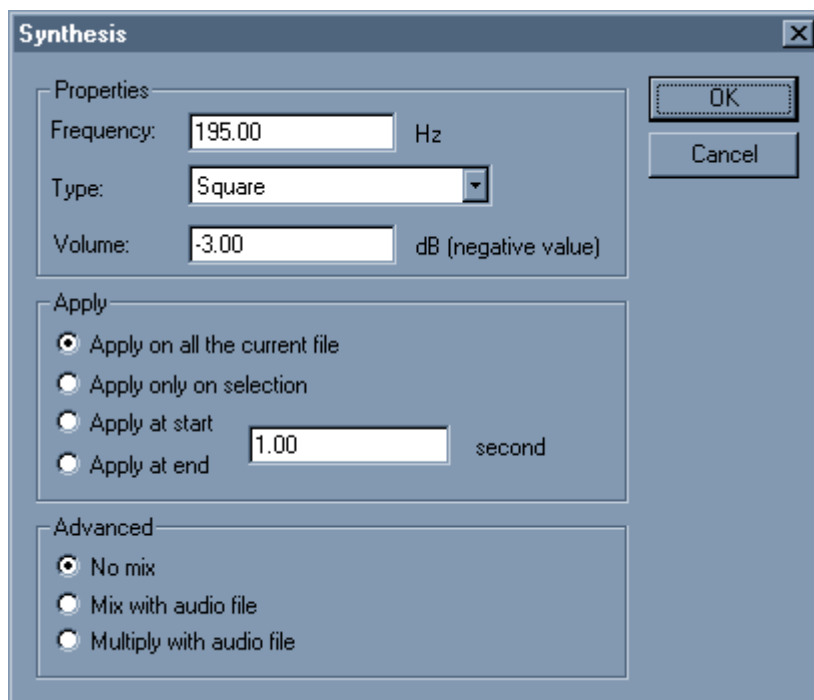 Synthesis
Properties
Frequency: 195.00 Hz
Type: Square
Volume: -3.00 dB (negative value)
OK
Cancel
Apply
Apply on all the current file
Apply only on selection
Apply at start
1.00 second
Apply at end
Advanced
No mix
Mix with audio file
Multiply with audio file